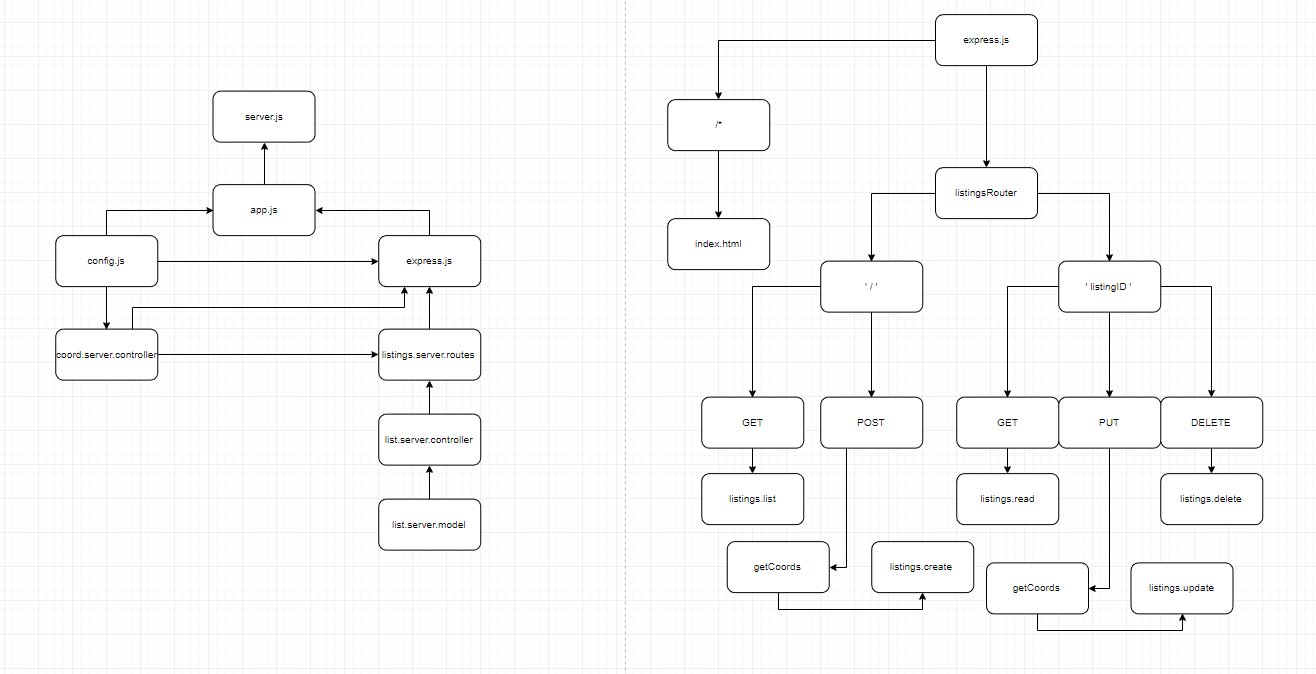 server.js
app.js
config.js
express.js
coord.server.controller
listings.server.routes
list.server.controller
list.server.model
express.js
/*
listingsRouter
index.html
' / '
' listingID '
GET
POST
GET
PUT
DELETE
listings.list
listings.read
listings.delete
getCoords
listings.create
getCoords
listings.update